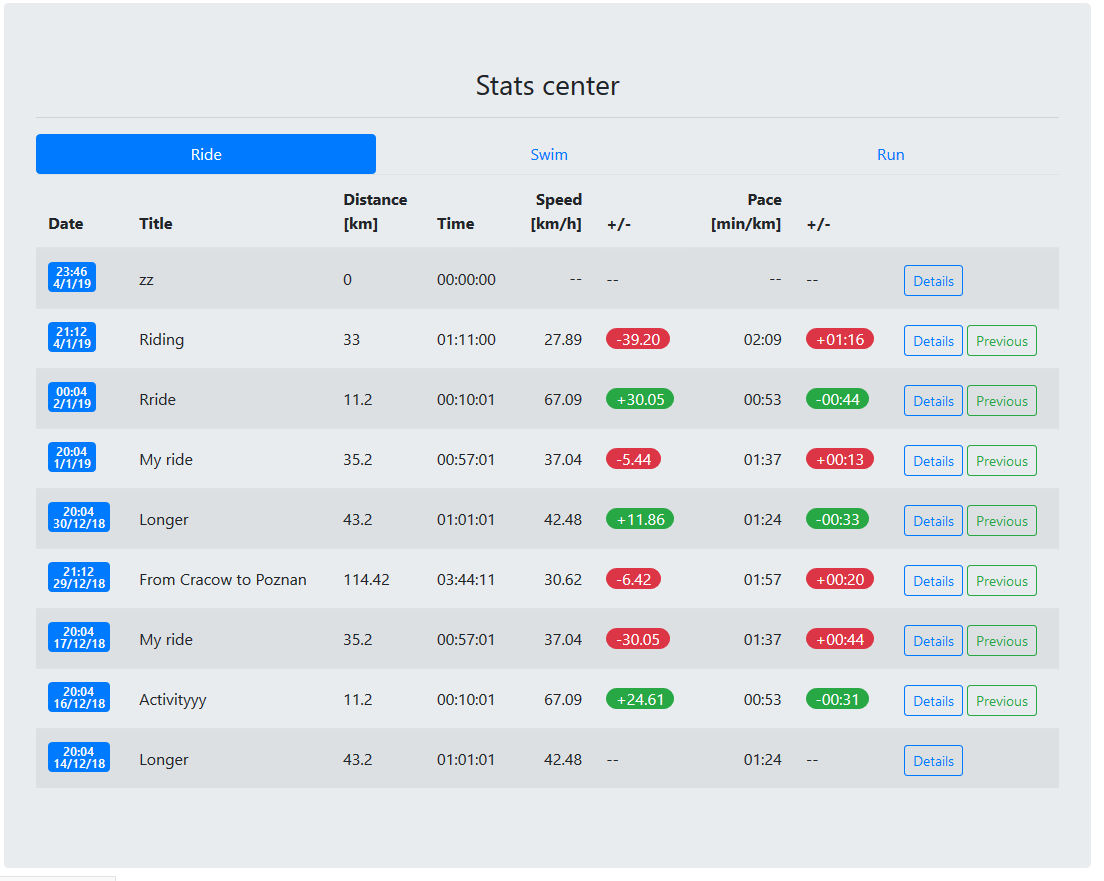 Stats center
Ride Swim Run
Date Title Distance [km] Time Speed [km/h] +/- Pace [min/km] +/-
23:46 4/1/19 zz 0 00:00:00 -- -- -- -- Details
21:12 4/1/19 Riding 33 01:11:00 27.89 -39.20 02:09 +01:16 Details Previous
00:04 2/1/19 Rride 11.2 00:10:01 67.09 +30.05 00:53 -00:44 Details Previous
20:04 1/1/19 My ride 35.2 00:57:01 37.04 -5.44 01:37 +00:13 Details Previous
20:04 30/12/18 Longer 43.2 01:01:01 42.48 +11.86 01:24 -00:33 Details Previous
21:12 29/12/18 From Cracow to Poznan 114.42 03:44:11 30.62 -6.42 01:57 +00:20 Details Previous
20:04 17/12/18 My ride 35.2 00:57:01 37.04 -30.05 01:37 +00:44 Details Previous
20:04 16/12/18 Activityyy 11.2 00:10:01 67.09 +24.61 00:53 -00:31 Details Previous
20:04 14/12/18 Longer 43.2 01:01:01 42.48 -- 01:24 -- Details